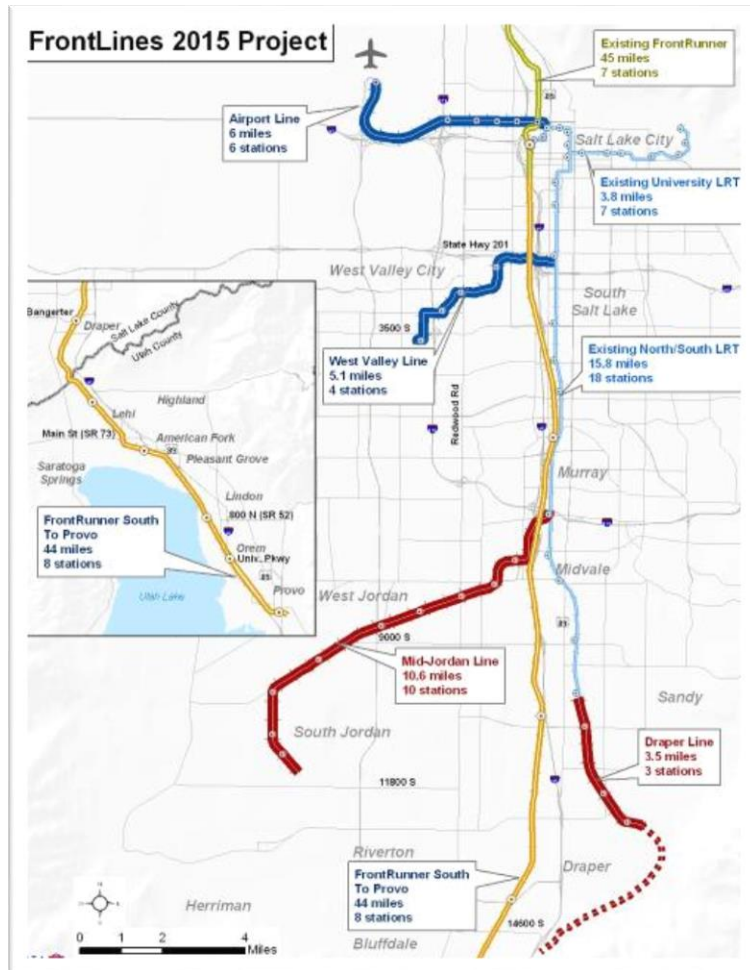 FrontLines 2015 Project
Existing FrontRunner
45 miles
7 stations
Airport Line
6 miles
6 stations
Salt Lake City
Existing University LRT
3.8 miles
7 stations
State Hwy 201
West Valley City
South
Salt Lake
3500 S
West Valley Line
5.1 miles
4 stations
Redwood Rd
Existing North/South LRT
15.8 miles
18 stations
Bangerter
Draper
Salt Lake County
Utah County
Highland
Lehi
Main St (SR 73)
American Fork
Pleasant Grove
Saratoga
Springs
Lindon
800 N (SR 52)
FrontRunner South
To Provo
44 miles
8 stations
Orem
Univ. Pkwy
Provo
Utah Lake
Murray
Midvale
West Jordan
9000 S
Mid-Jordan Line
10.6 miles
10 stations
Sandy
South Jordan
Draper Line
3.5 miles
3 stations
11800 S
Riverton
Draper
FrontRunner South
To Provo
44 miles
8 stations
Herriman
14600 S
Bluffdale
0 1 2 4
Miles